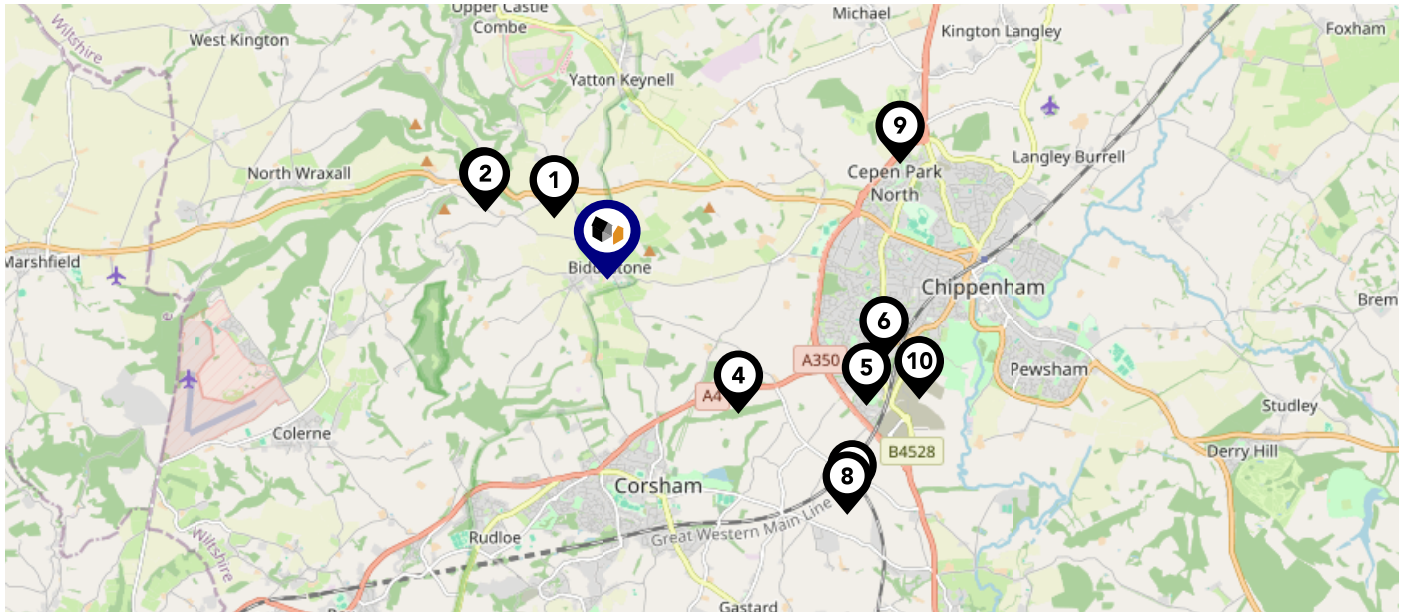 Upper Castle
Combe
Michael
Kington Langley
Foxham
Wiltshire
West Kington
Yatton Keynell
9
Langley Burrell
2
1
North Wraxall
Cepen Park
North
Marshfield
Chippenham
6
A350
5
10
Pewsham
4
A4
Studley
Colerne
B4528
Derry Hill
8
Corsham
Great Western Main Line
Rudloe
Wiltshire
Gastard